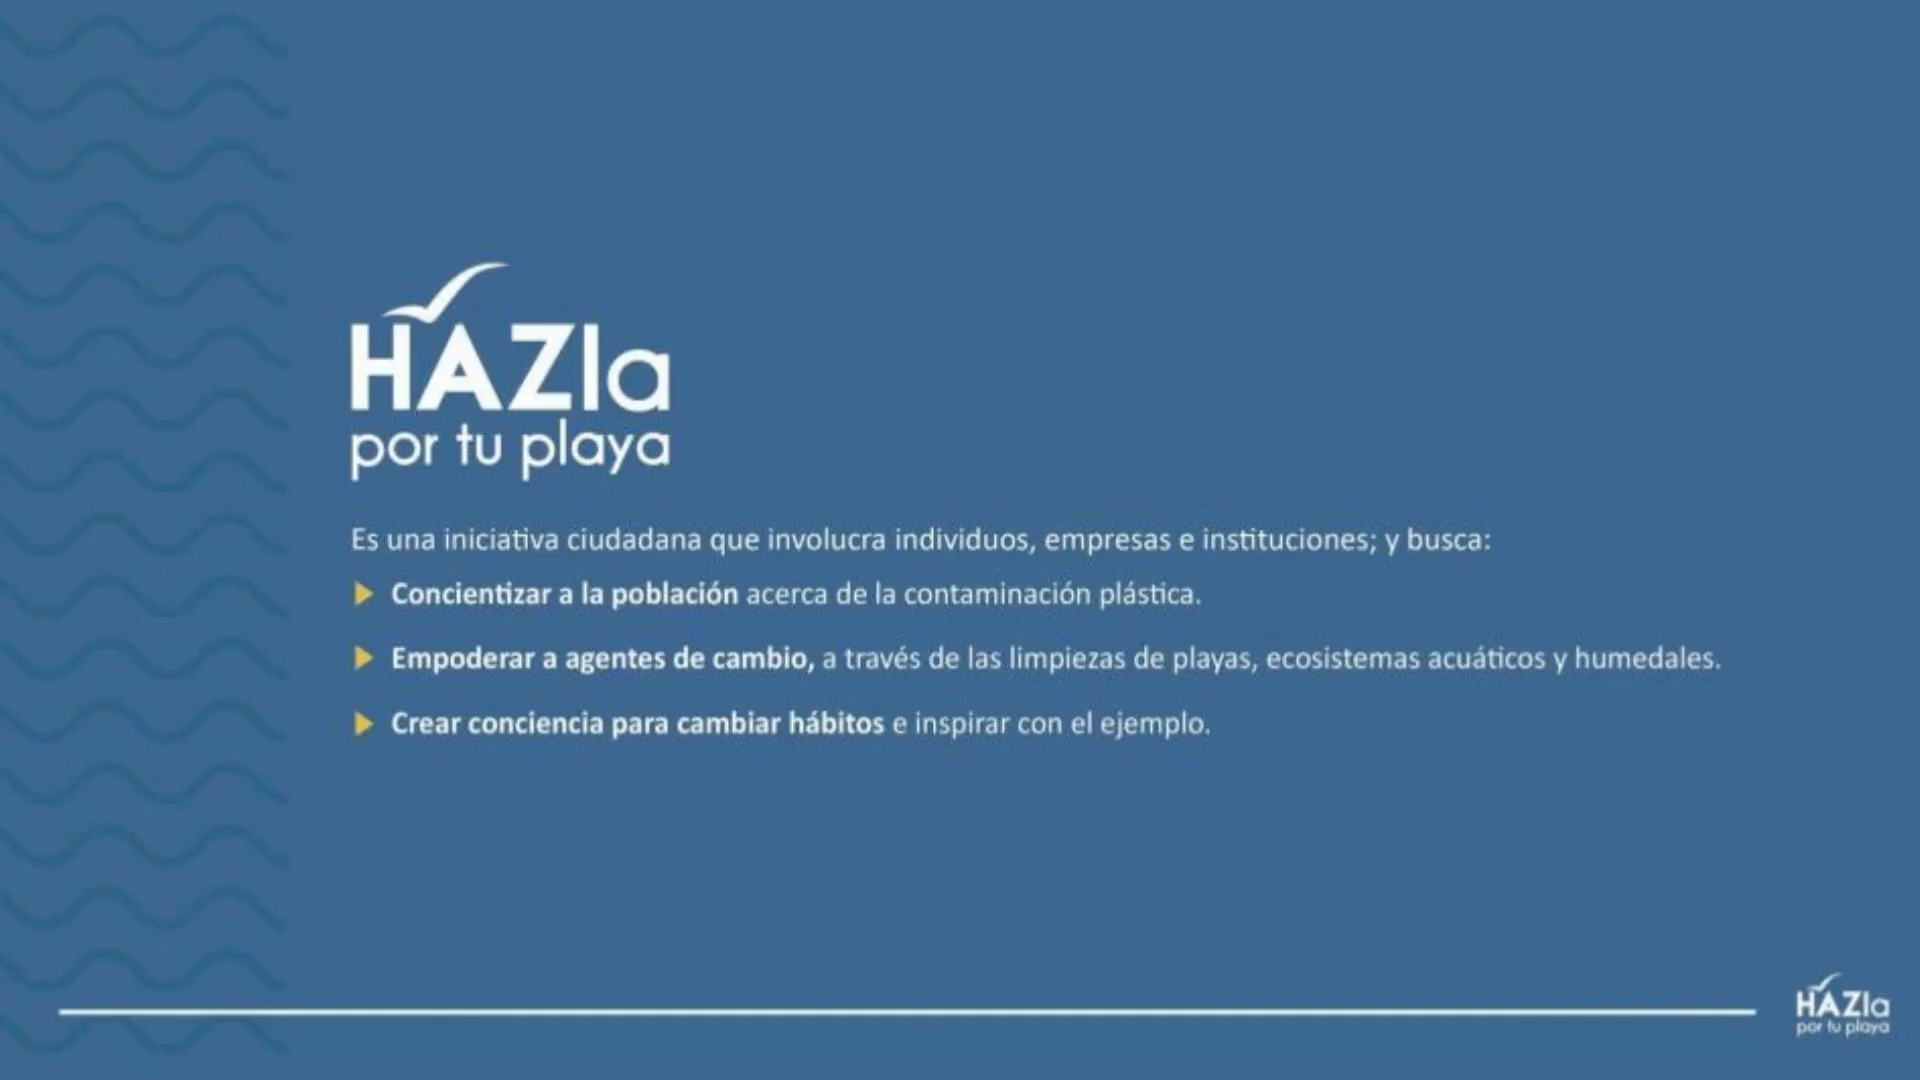 HAZla
por tu playa
Es una iniciativa ciudadana que involucra individuos, empresas e instituciones; y busca:
Concientizar a la población acerca de la contaminación plástica.
Empoderar a agentes de cambio, a través de las limpiezas de playas, ecosistemas acuáticos y humedales.
Crear conciencia para cambiar hábitos e inspirar con el ejemplo.
HAZla
por tu playa